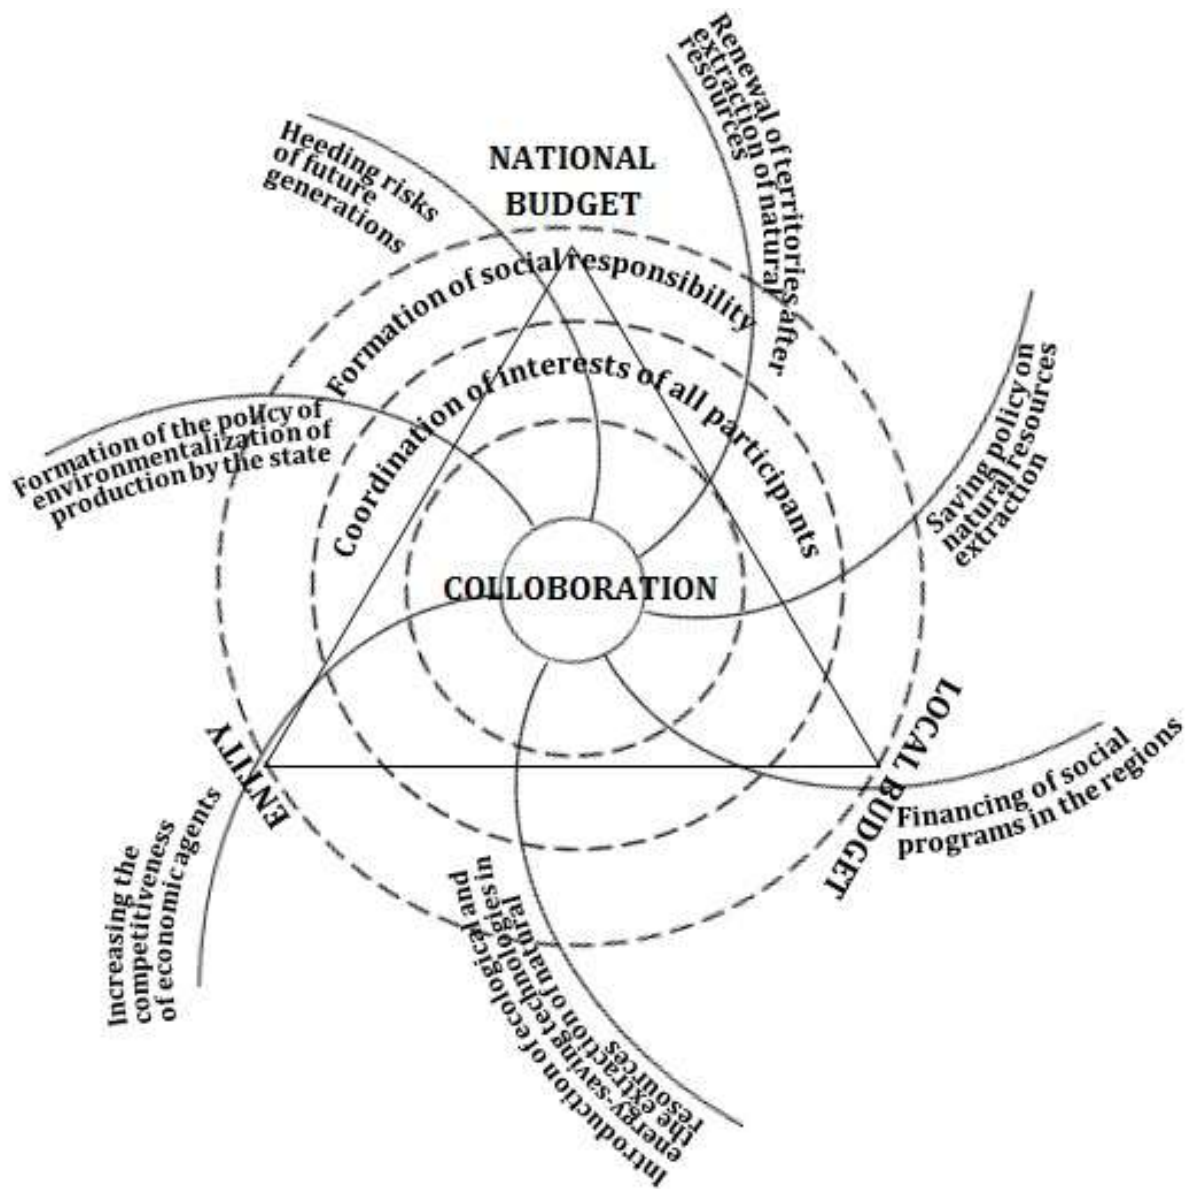 Renewal of territories after
extraction of natural
resources
Heeding risks
of future
generations
NATIONAL
BUDGET
Formation of social responsibility
Coordination of interests of all participants
Saving policy on
natural resources
extraction
Formation of the policy of
environmentalization of
production by the state
COLLOBORATION
ENTITY
LOCAL BUDGET
Financing of social
programs in the regions
Increasing the
competitiveness
of economic agents
Introduction of ecological and
energy-saving technologies in
the extraction of natural
resources